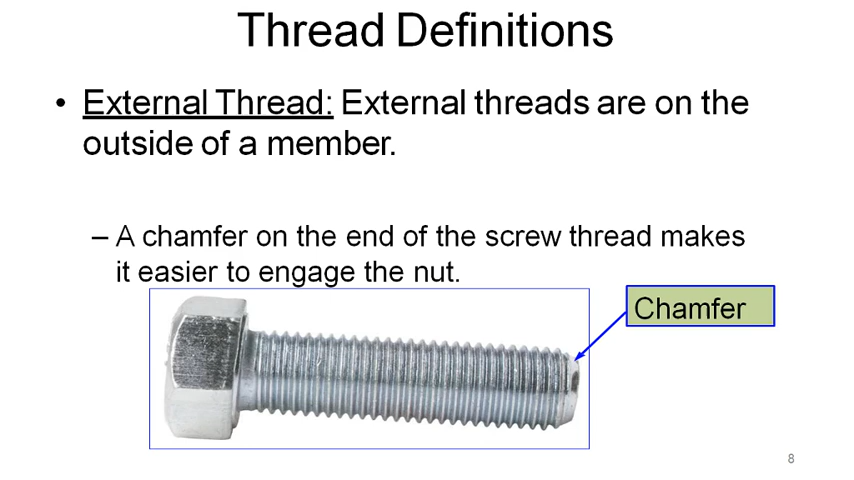 Thread Definitions
• External Thread: External threads are on the
outside of a member.
– A chamfer on the end of the screw thread makes
it easier to engage the nut.
Chamfer
8